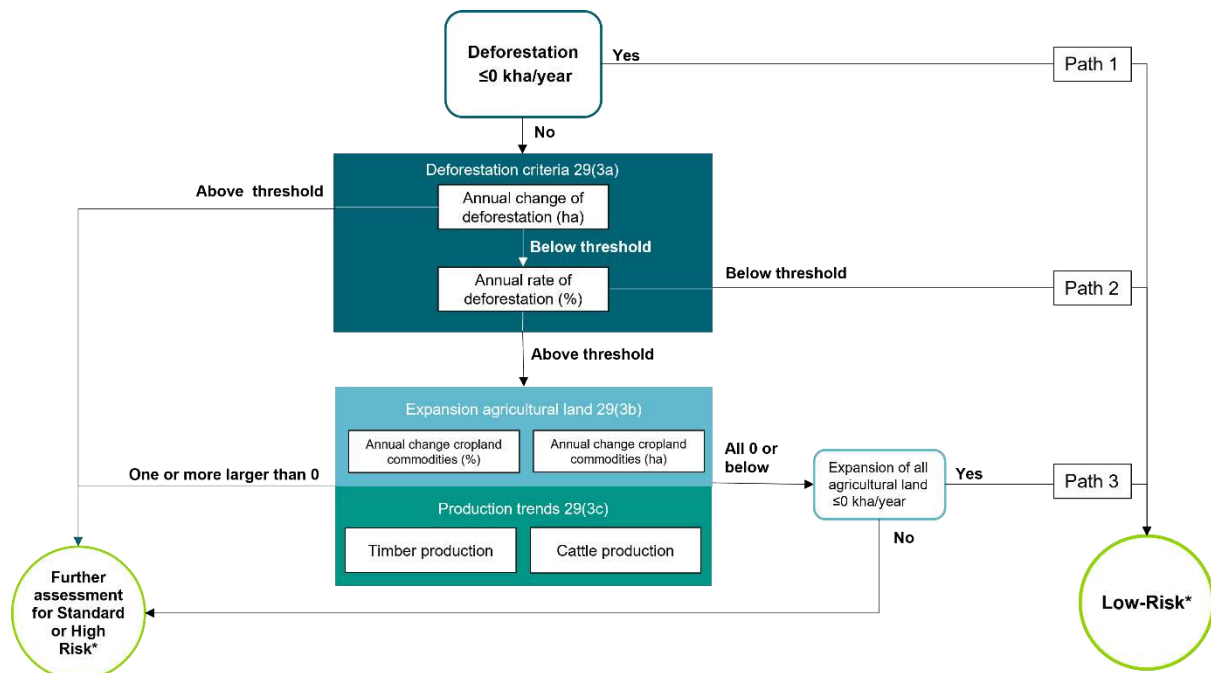 Deforestation
≤0 kha/year
Yes
Path 1
No
Deforestation criteria 29(3a)
Above threshold
Annual change of
deforestation (ha)
Below threshold
Annual rate of
deforestation (%)
Below threshold
Path 2
Above threshold
Expansion agricultural land 29(3b)
Annual change cropland
commodities (%)
Annual change cropland
commodities (ha)
All 0 or
below
One or more larger than 0
Expansion of all
agricultural land
≤0 kha/year
Yes
Path 3
Production trends 29(3c)
No
Timber production
Cattle production
Further
assessment
for Standard
or High
Risk*
Low-Risk*